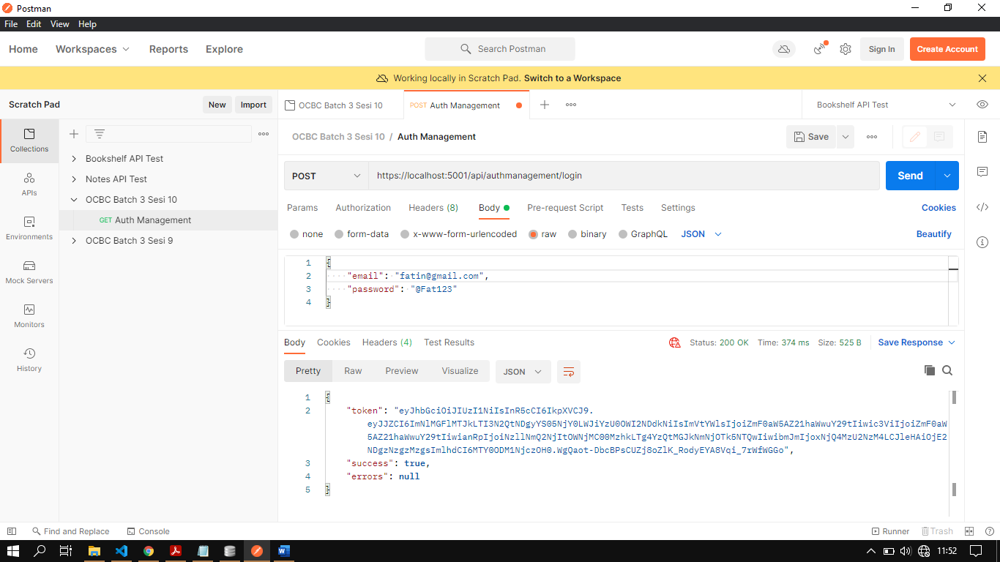 Postman
File Edit View Help
Home Workspaces Reports Explore Search Postman Sign In Create Account
Working locally in Scratch Pad. Switch to a Workspace
Scratch Pad New Import OCBC Batch 3 Sesi 10 POST Auth Management Bookshelf API Test
OCBC Batch 3 Sesi 10 / Auth Management Save
Collections
APIs
Environments
Mock Servers
Monitors
History
Bookshelf API Test
Notes API Test
OCBC Batch 3 Sesi 10
GET Auth Management
OCBC Batch 3 Sesi 9
POST https://localhost:5001/api/authmanagement/login Send
Params Authorization Headers (8) Body Pre-request Script Tests Settings Cookies
none form-data x-www-form-urlencoded raw binary GraphQL JSON Beautify
1 {
2 "email": "fatin@gmail.com",
3 "password": "@Fat123"
4 }
Body Cookies Headers (4) Test Results Status: 200 OK Time: 374 ms Size: 525 B Save Response
Pretty Raw Preview Visualize JSON
1 {
2 "token": "eyJhbGciOiJIUzI1NiIsInR5cCI6IkpXVCJ9.
eyJJZCI6ImNlMGFlMTJkLTI3N2QtNDgyYS05NjY0LWJiYzU0OWI2NDdkNiIsImVtYWlsIjoiZmF0aW5AZ21haWwuY29tIiwic3ViIjoiZmF0aW
5AZ21haWwuY29tIiwianRpIjoiNzllNmQ2NjItOWNjMC00MzhkLTg4YzQtMGJkNmNjOTk5NTQwIiwibmJmIjoxNjQ4MzU2NzM4LCJleHAiOjE2
NDgzNzgzMzgsImlhdCI6MTY0ODM1NjczOH0.WgQaot-DbcBPsCUZj8oZlK_RodyEYA8Vqi_7rWfWGGo",
3 "success": true,
4 "errors": null
5 }
Find and Replace Console Runner Trash
11:52